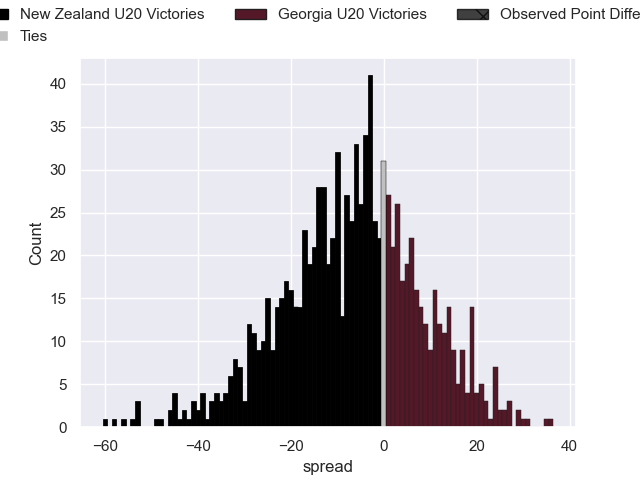 New Zealand U20 Victories Georgia U20 Victories Observed Point Diffe
Ties
40
35
30
25
20
15
10
5
0
Count
−60 −40 −20 0 20 40
spread